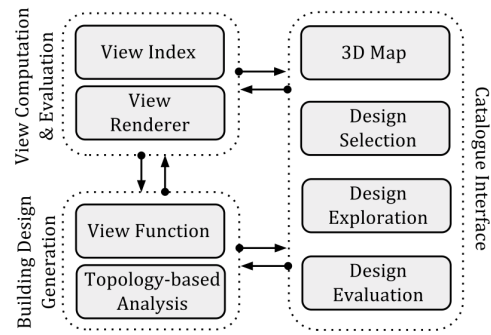 View Computation
& Evaluation
View Index
View
Renderer
Building Design
Generation
View Function
Topology-based
Analysis
3D Map
Design
Selection
Design
Exploration
Design
Evaluation
Catalogue Interface